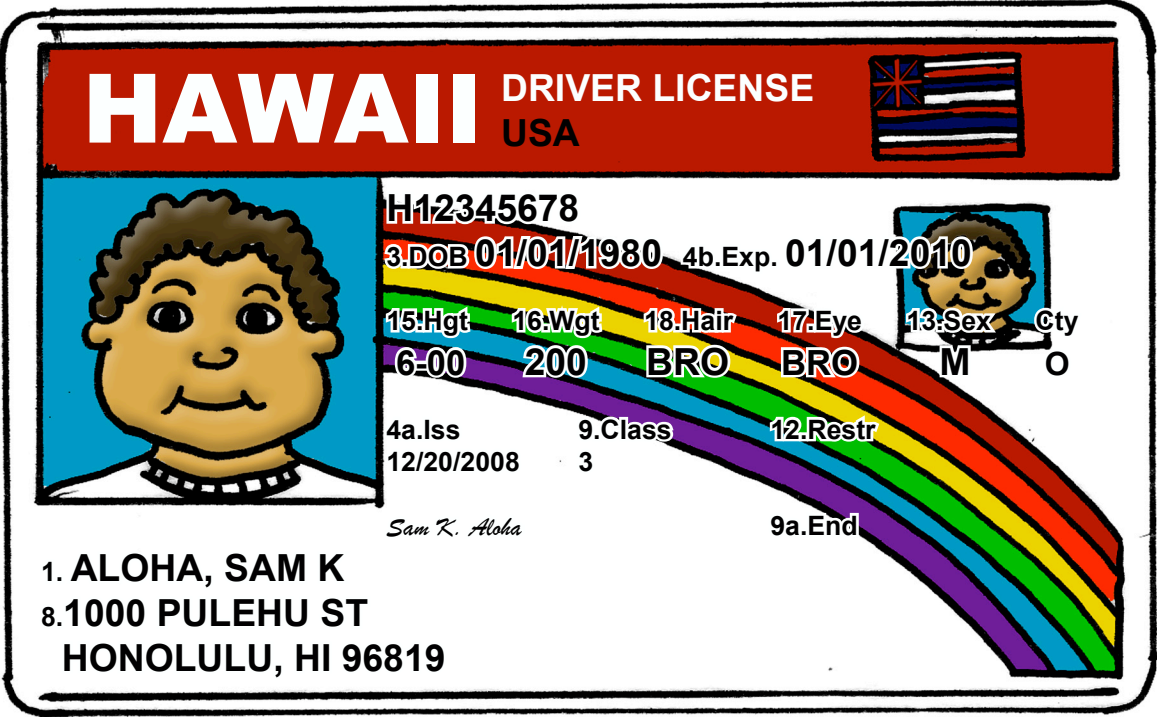 HAWAII DRIVER LICENSE
USA
H12345678
3.DOB 01/01/1980 4b.Exp. 01/01/2010
15.Hgt 16.Wgt 18.Hair 17.Eye 13.Sex Cty
6-00 200 BRO BRO M O
4a.Iss 9.Class 12.Restr
12/20/2008 3
Sam K. Aloha 9a.End
1. ALOHA, SAM K
8.1000 PULEHU ST
HONOLULU, HI 96819